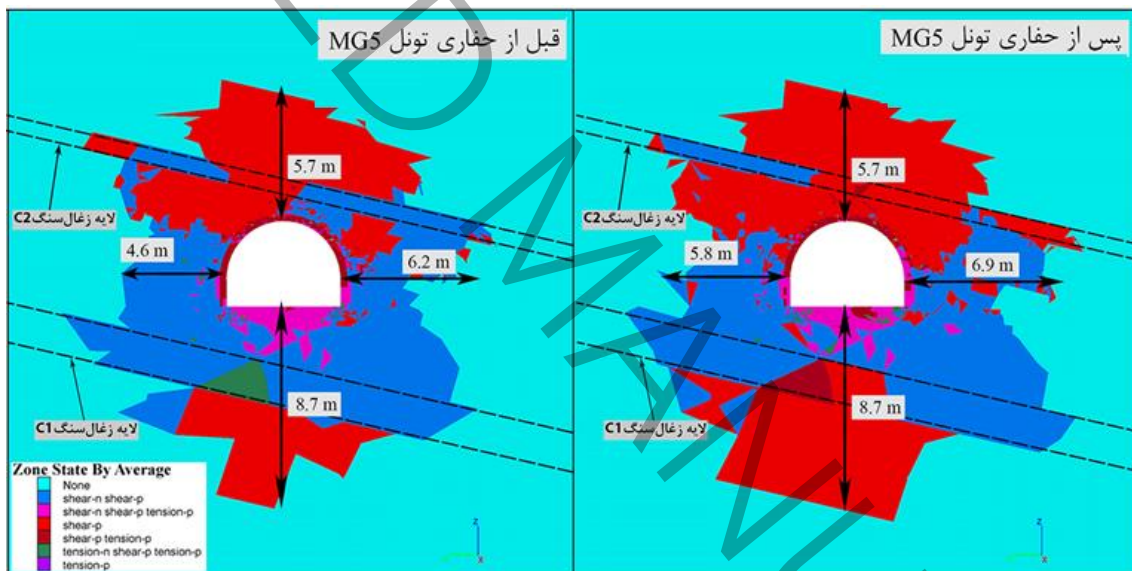 قبل از حفاری تونل MG5
5.7 m
لایه زغال‌سنگ C2
4.6 m
6.2 m
8.7 m
لایه زغال‌سنگ C1
Zone State By Average
None
shear-n shear-p
shear-n shear-p tension-p
shear-p
shear-p tension-p
tension-n shear-p tension-p
tension-p
z
x
پس از حفاری تونل MG5
5.7 m
لایه زغال‌سنگ C2
5.8 m
6.9 m
8.7 m
لایه زغال‌سنگ C1
z
x